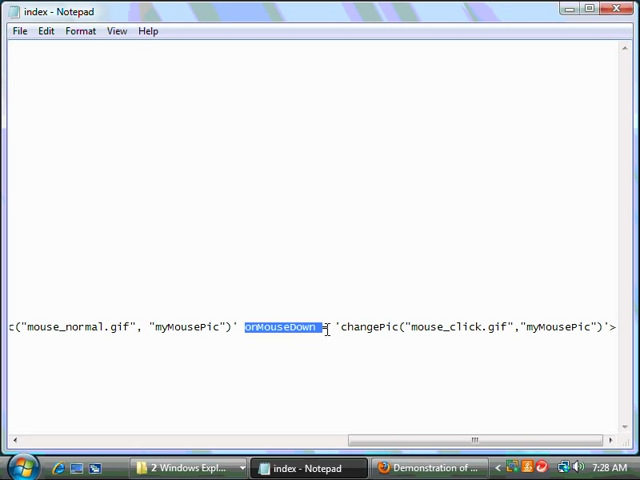 index - Notepad
File Edit Format View Help
c("mouse_normal.gif", "myMousePic")' onMouseDown = 'changePic("mouse_click.gif","myMousePic")'>
2 Windows Expl... index - Notepad Demonstration of ... 7:28 AM